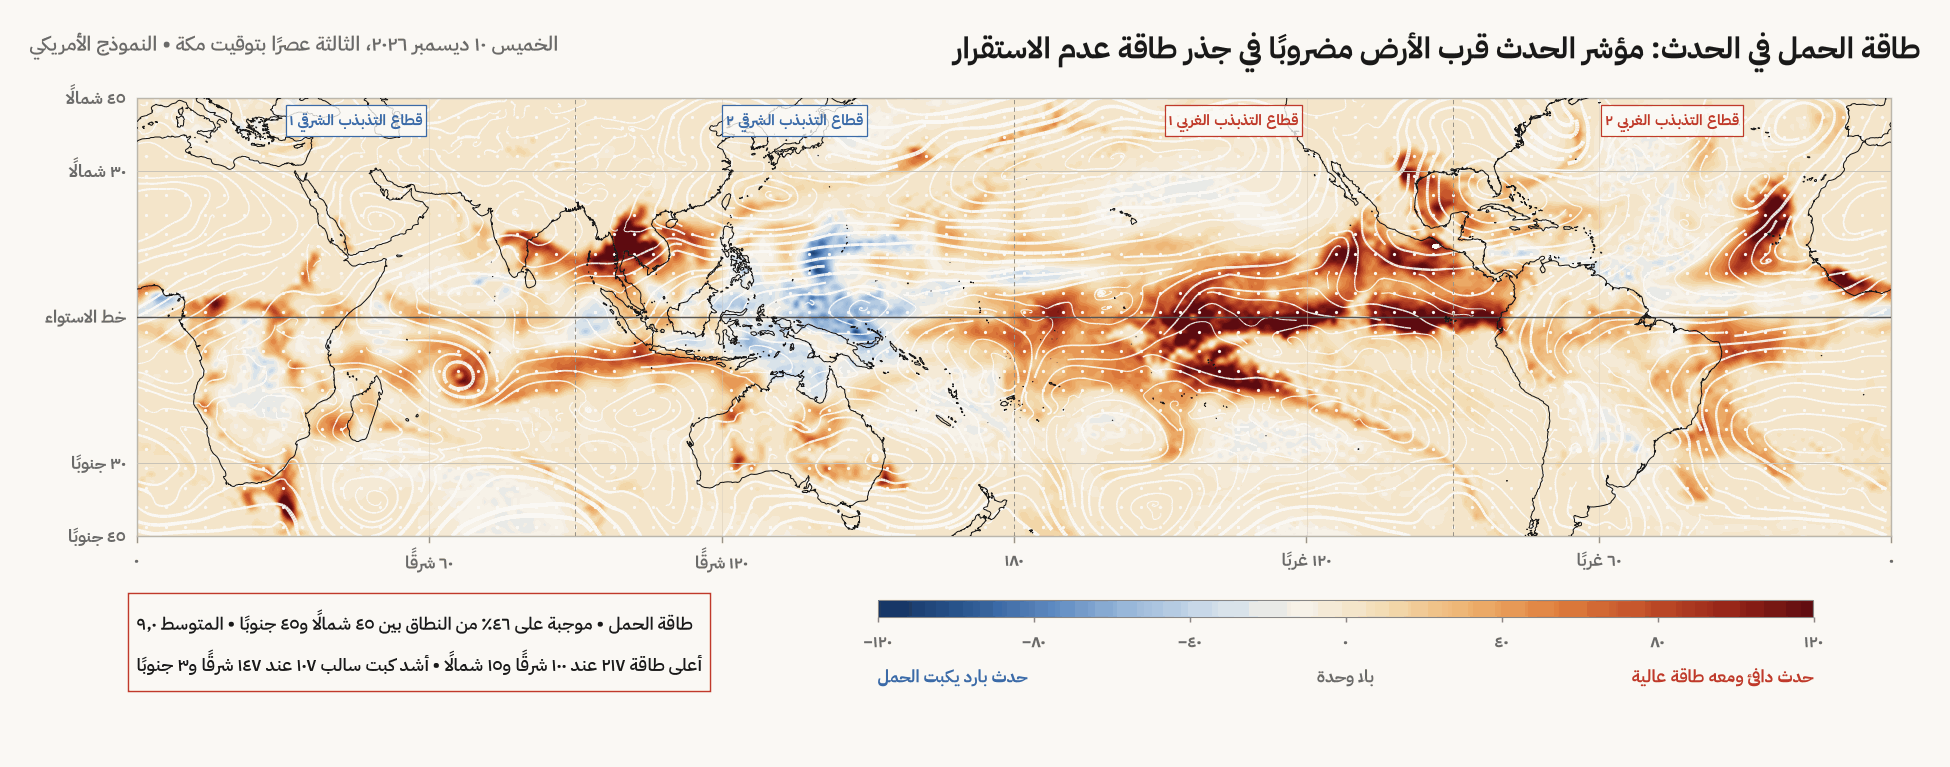 طاقة الحمل في الحدث: مؤشر الحدث قرب الأرض مضروبًا في جذر طاقة عدم الاستقرار
الخميس ١٠ ديسمبر ٢٠٢٦، الثالثة عصرًا بتوقيت مكة • النموذج الأمريكي
٤٥ شمالًا
٣٠ شمالًا
خط الاستواء
٣٠ جنوبًا
٤٥ جنوبًا
قطاع التذبذب الشرقي ١
قطاع التذبذب الشرقي ٢
قطاع التذبذب الغربي ١
قطاع التذبذب الغربي ٢
٠
٦٠ شرقًا
١٢٠ شرقًا
١٨٠
١٢٠ غربًا
٦٠ غربًا
٠
طاقة الحمل • موجبة على ٤٦٪ من النطاق بين ٤٥ شمالًا و٤٥ جنوبًا • المتوسط ٩,٠
أعلى طاقة ٢١٧ عند ١٠٠ شرقًا و١٥ شمالًا • أشد كبت سالب ١٠٧ عند ١٤٧ شرقًا و٣ جنوبًا
−١٢٠
−٨٠
−٤٠
٠
٤٠
٨٠
١٢٠
حدث دافئ ومعه طاقة عالية
بلا وحدة
حدث بارد يكبت الحمل